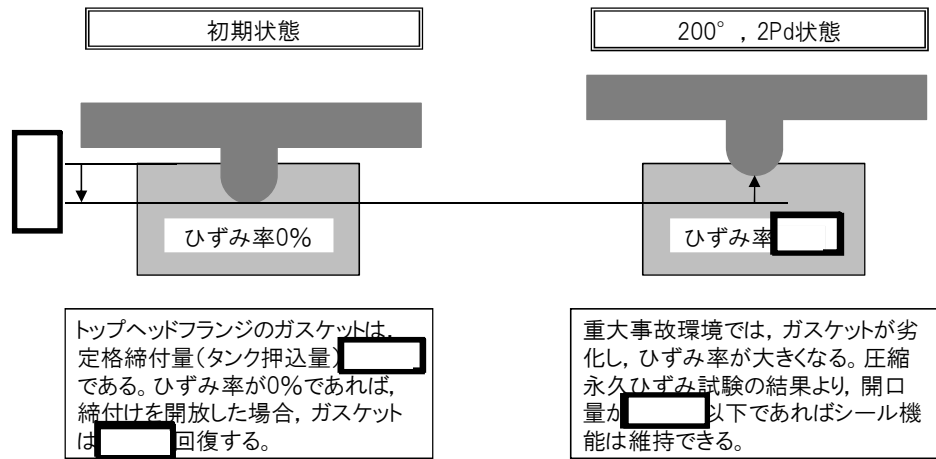 初期状態
200°，2Pd状態
ひずみ率0%
ひずみ率
トップヘッドフランジのガスケットは，
定格締付量(タンク押込量)
である。ひずみ率が0%であれば，
締付けを開放した場合，ガスケット
は回復する。
重大事故環境では，ガスケットが劣
化し，ひずみ率が大きくなる。圧縮
永久ひずみ試験の結果より，開口
量が以下であればシール機
能は維持できる。